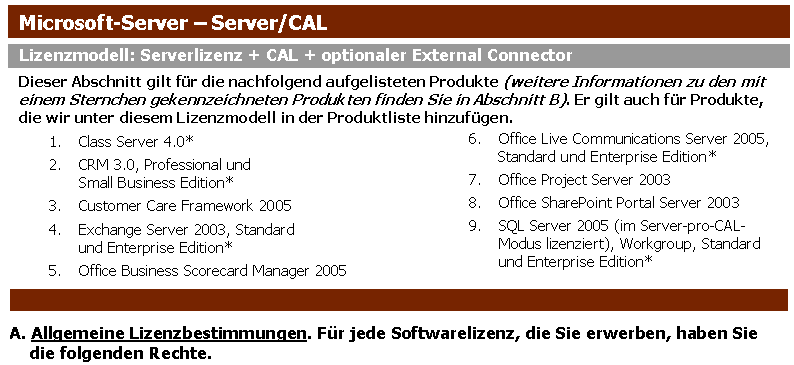 Microsoft-Server – Server/CAL
Lizenzmodell: Serverlizenz + CAL + optionaler External Connector
Dieser Abschnitt gilt für die nachfolgend aufgelisteten Produkte (weitere Informationen zu den mit
einem Sternchen gekennzeichneten Produkten finden Sie in Abschnitt B). Er gilt auch für Produkte,
die wir unter diesem Lizenzmodell in der Produktliste hinzufügen.
1. Class Server 4.0*
2. CRM 3.0, Professional und
Small Business Edition*
3. Customer Care Framework 2005
4. Exchange Server 2003, Standard
und Enterprise Edition*
5. Office Business Scorecard Manager 2005
6. Office Live Communications Server 2005,
Standard und Enterprise Edition*
7. Office Project Server 2003
8. Office SharePoint Portal Server 2003
9. SQL Server 2005 (im Server-pro-CAL-
Modus lizenziert), Workgroup, Standard
und Enterprise Edition*
A. Allgemeine Lizenzbestimmungen. Für jede Softwarelizenz, die Sie erwerben, haben Sie
die folgenden Rechte.